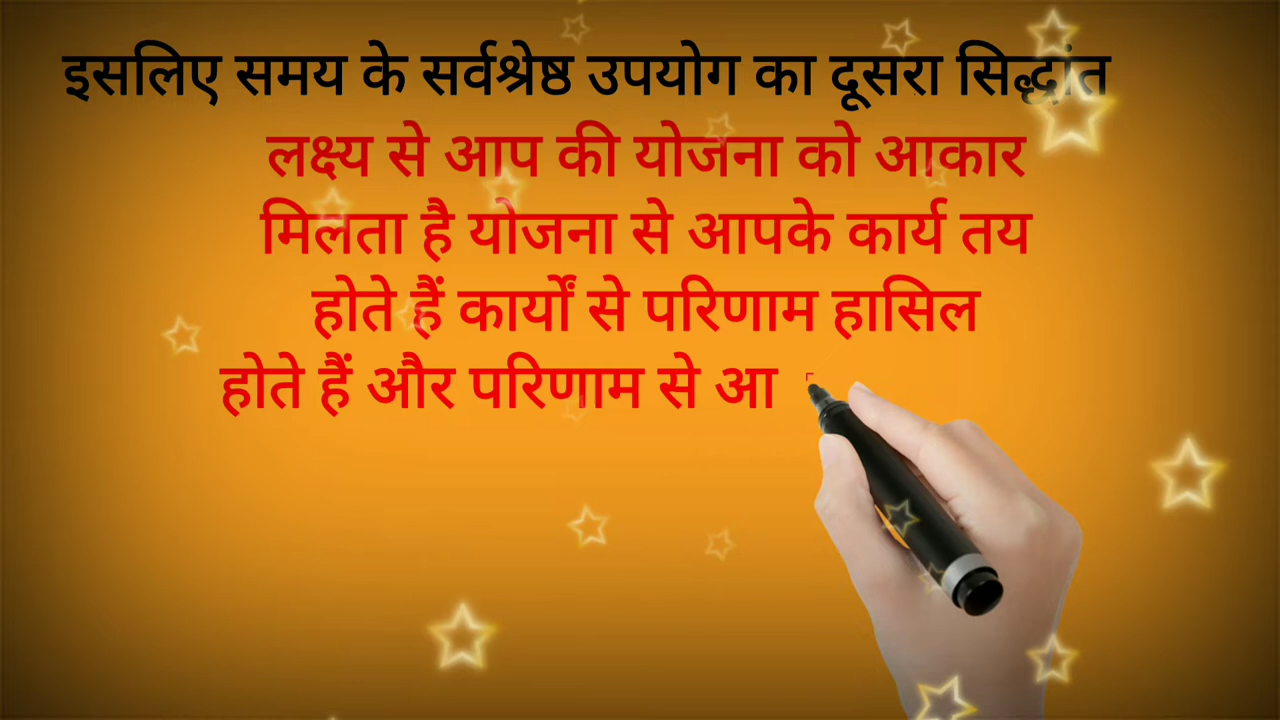 इसलिए समय के सर्वश्रेष्ठ उपयोग का दूसरा सिद्धांत
लक्ष्य से आप की योजना को आकार
मिलता है योजना से आपके कार्य तय
होते हैं कार्यों से परिणाम हासिल
होते हैं और परिणाम से आ